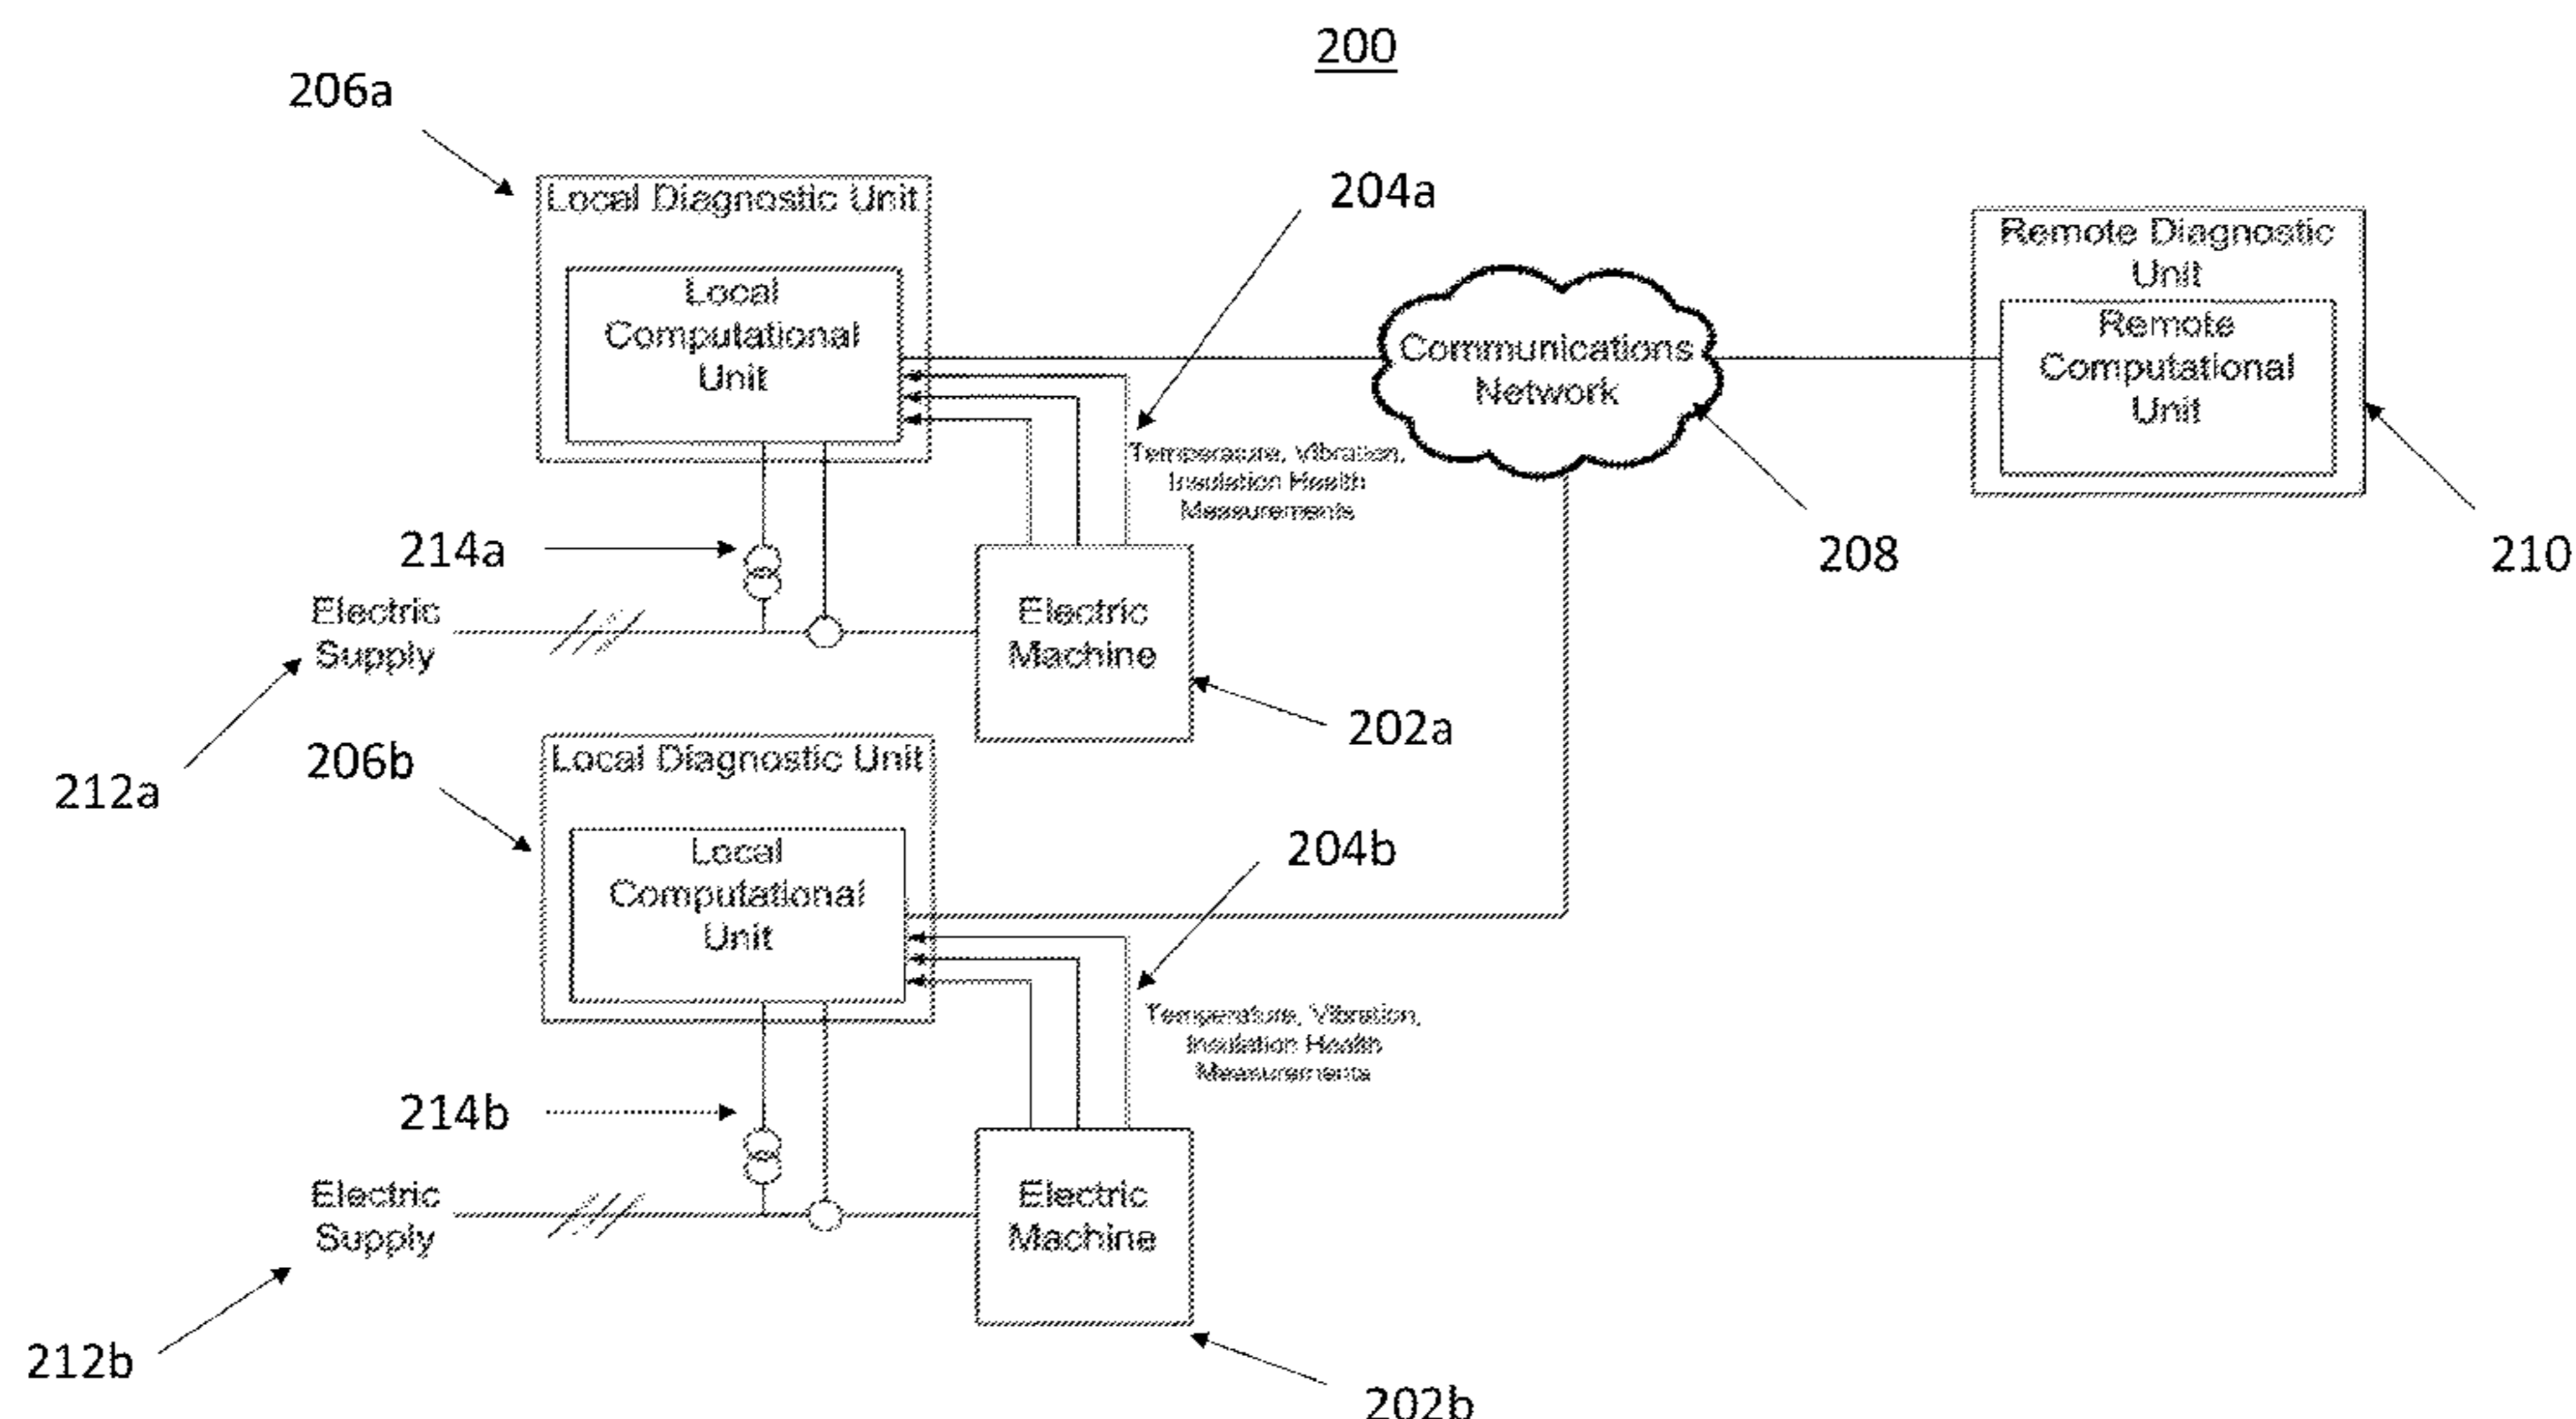 200
206a
Local Diagnostic Unit
Local
Computational
Unit
204a
Temperature, Vibration,
Insulation Health
Measurements
Communications
Network
208
Remote Diagnostic
Unit
Remote
Computational
Unit
210
214a
Electric
Supply
212a
Electric
Machine
202a
206b
Local Diagnostic Unit
Local
Computational
Unit
204b
Temperature, Vibration,
Insulation Health
Measurements
214b
Electric
Supply
212b
Electric
Machine
202b